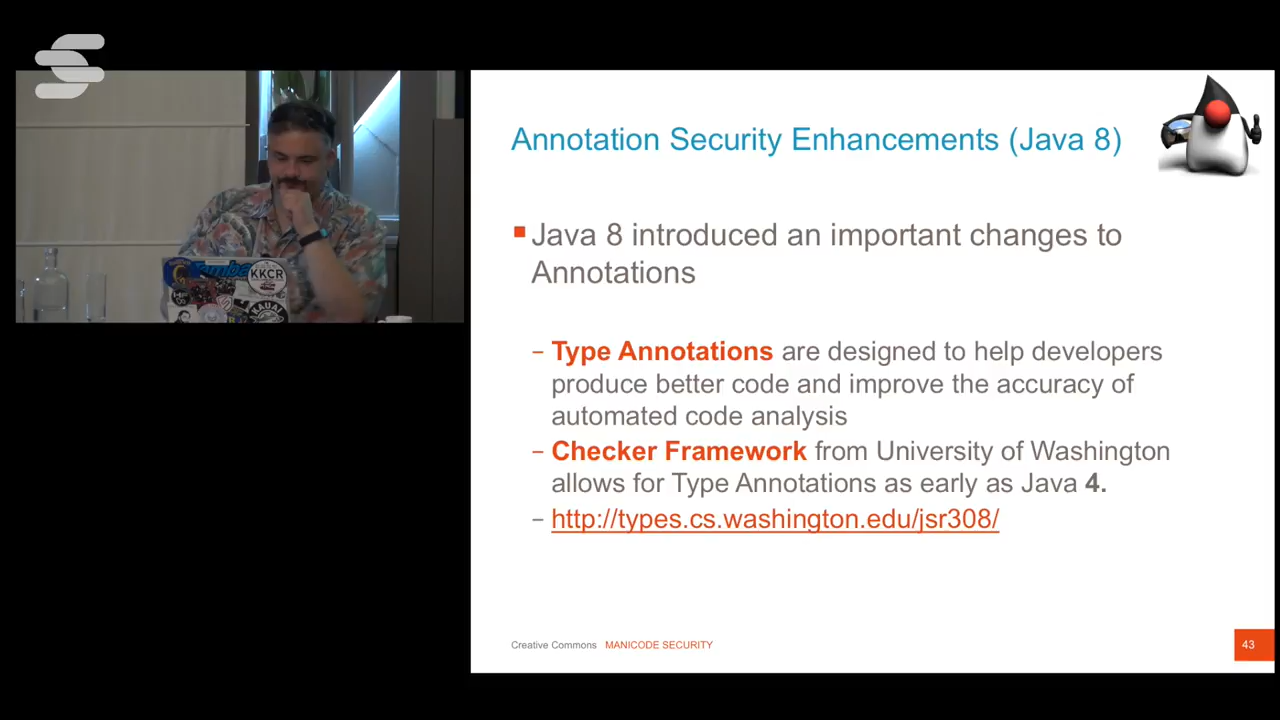 Annotation Security Enhancements (Java 8)
Java 8 introduced an important changes to
Annotations
– Type Annotations are designed to help developers
produce better code and improve the accuracy of
automated code analysis
– Checker Framework from University of Washington
allows for Type Annotations as early as Java 4.
– http://types.cs.washington.edu/jsr308/
Creative Commons MANICODE SECURITY
43
KKCR
KAUAI